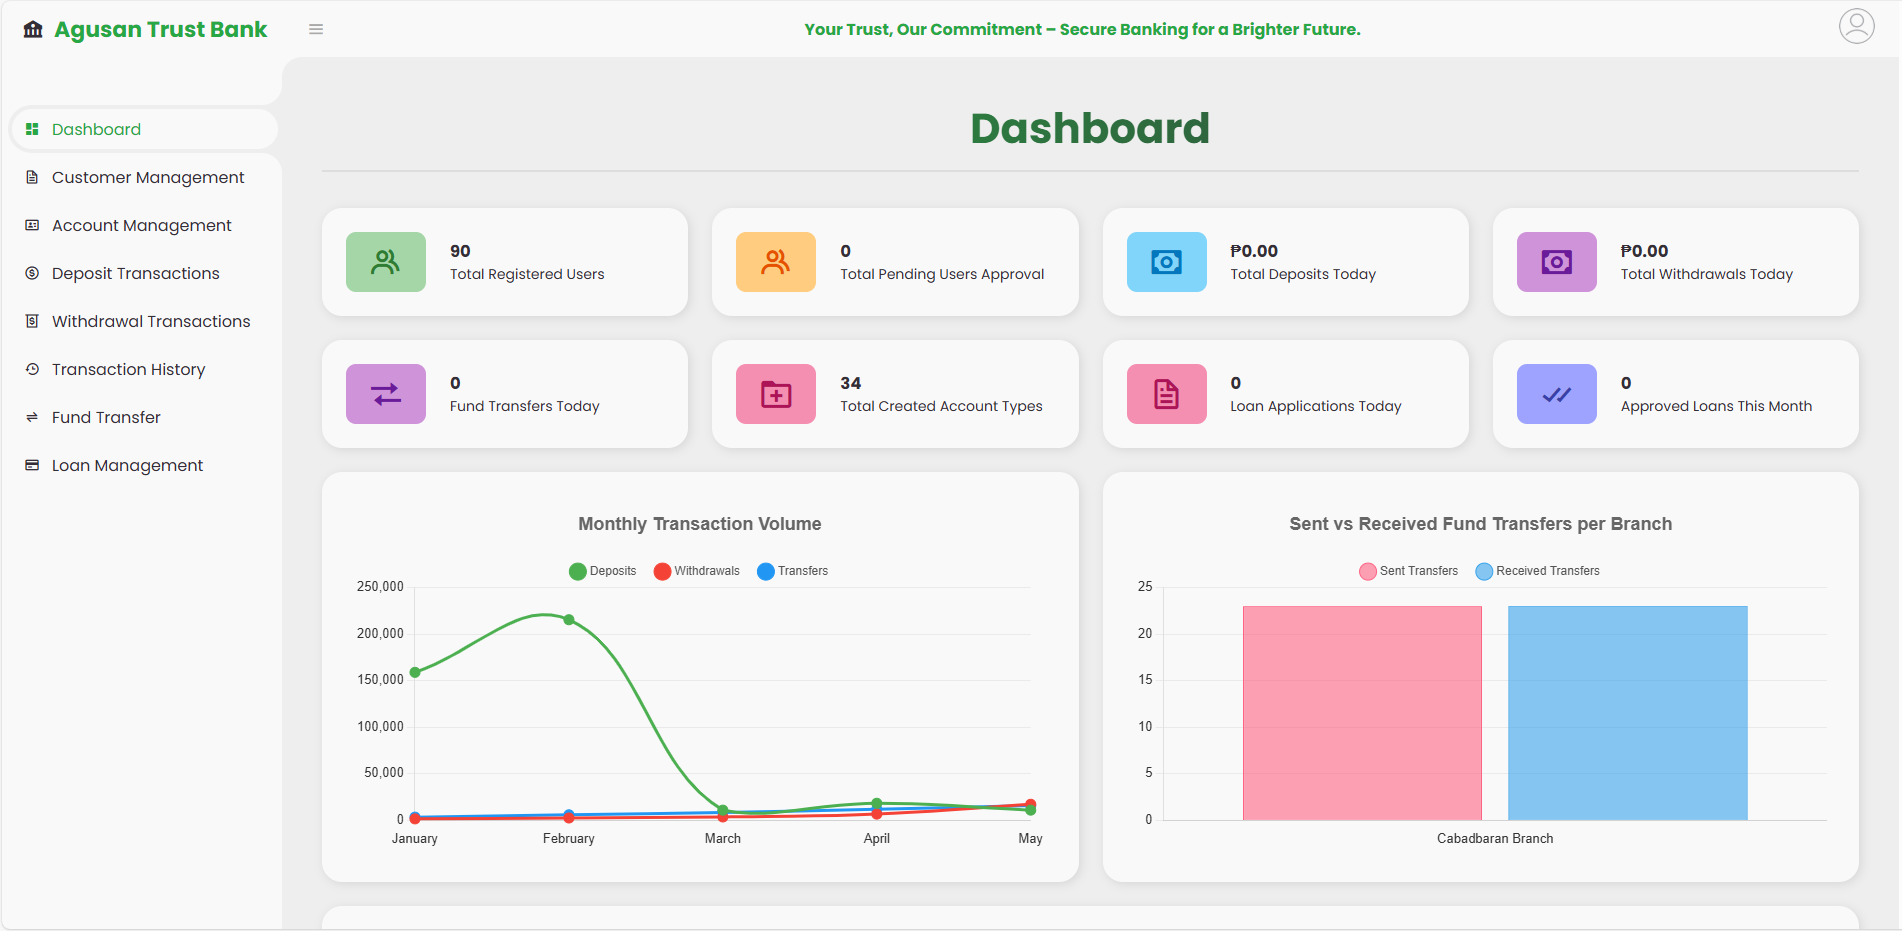 Agusan Trust Bank
Your Trust, Our Commitment – Secure Banking for a Brighter Future.
Dashboard
Customer Management
Account Management
Deposit Transactions
Withdrawal Transactions
Transaction History
Fund Transfer
Loan Management
Dashboard
90
Total Registered Users
0
Total Pending Users Approval
₱0.00
Total Deposits Today
₱0.00
Total Withdrawals Today
0
Fund Transfers Today
34
Total Created Account Types
0
Loan Applications Today
0
Approved Loans This Month
Monthly Transaction Volume
Deposits Withdrawals Transfers
250,000
200,000
150,000
100,000
50,000
0
January February March April May
Sent vs Received Fund Transfers per Branch
Sent Transfers Received Transfers
25
20
15
10
5
0
Cabadbaran Branch